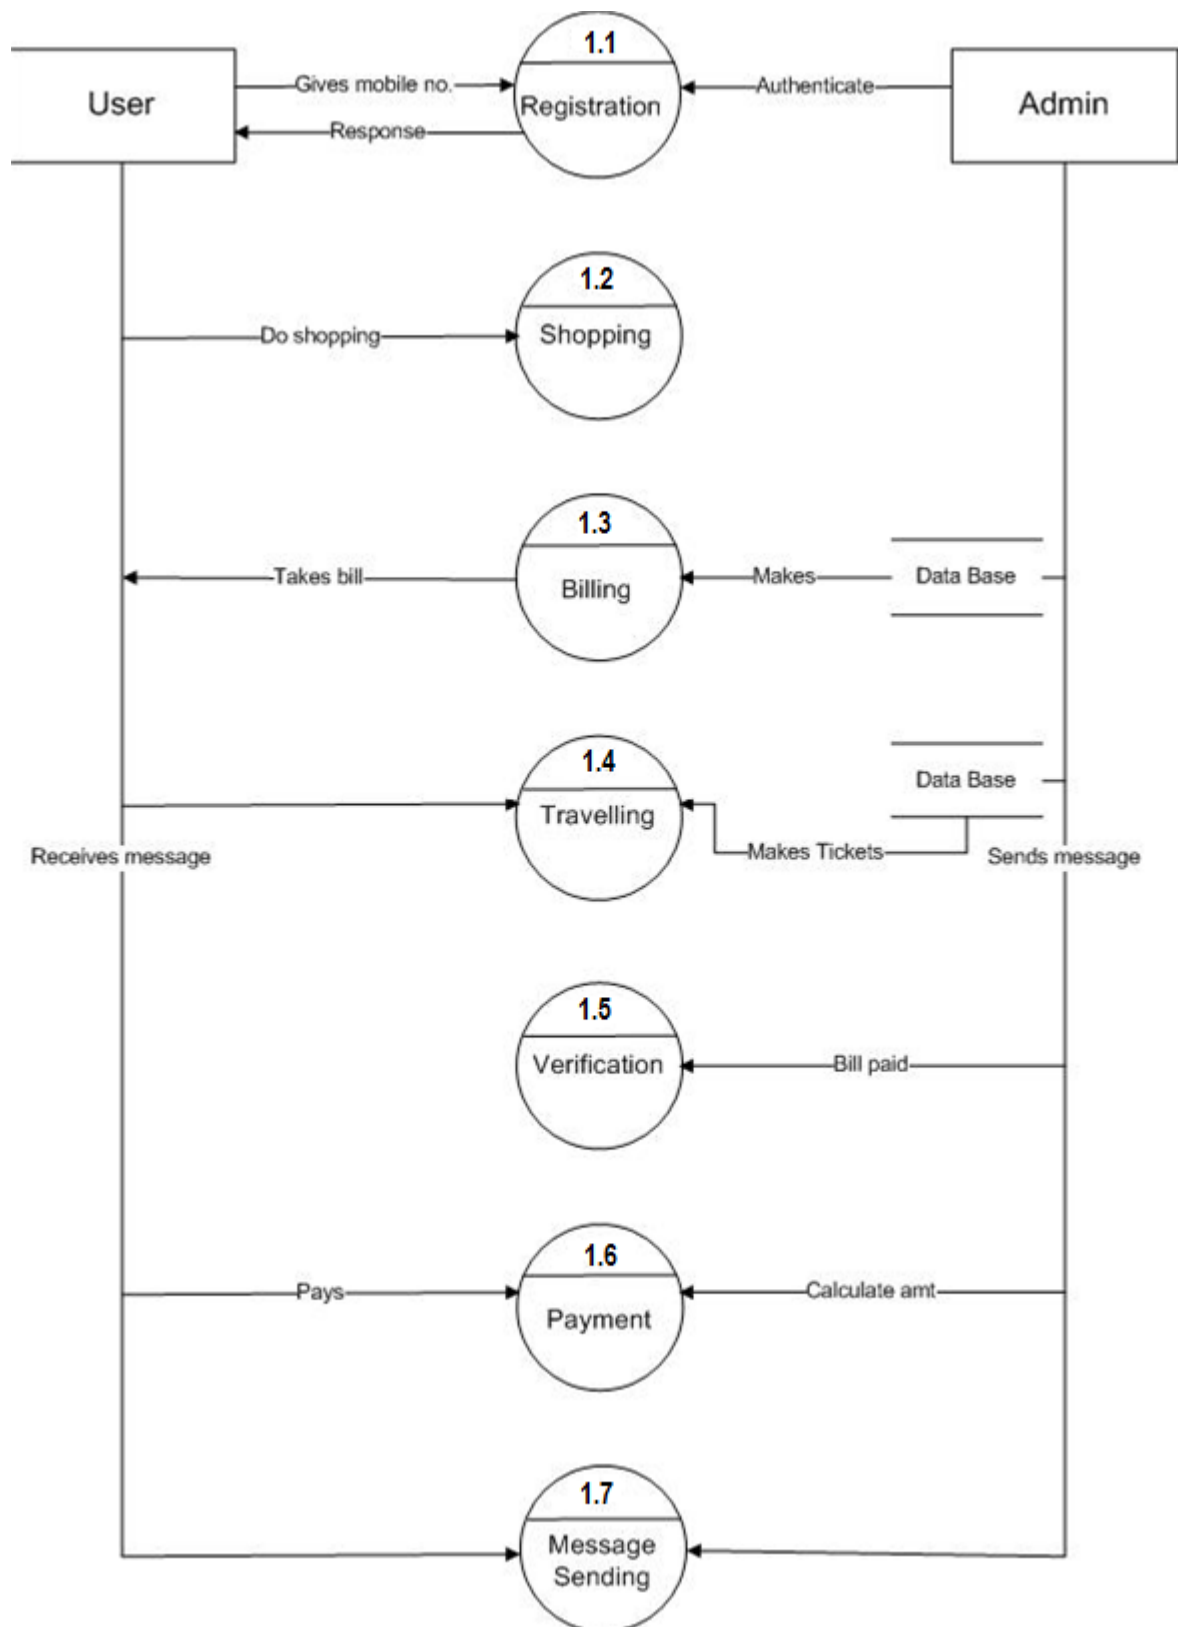 1.1
User
Gives mobile no.
Registration
Authenticate
Admin
Response
1.2
Do shopping
Shopping
1.3
Takes bill
Billing
Makes
Data Base
1.4
Travelling
Data Base
Receives message
Makes Tickets
Sends message
1.5
Verification
Bill paid
1.6
Pays
Payment
Calculate amt
1.7
Message
Sending